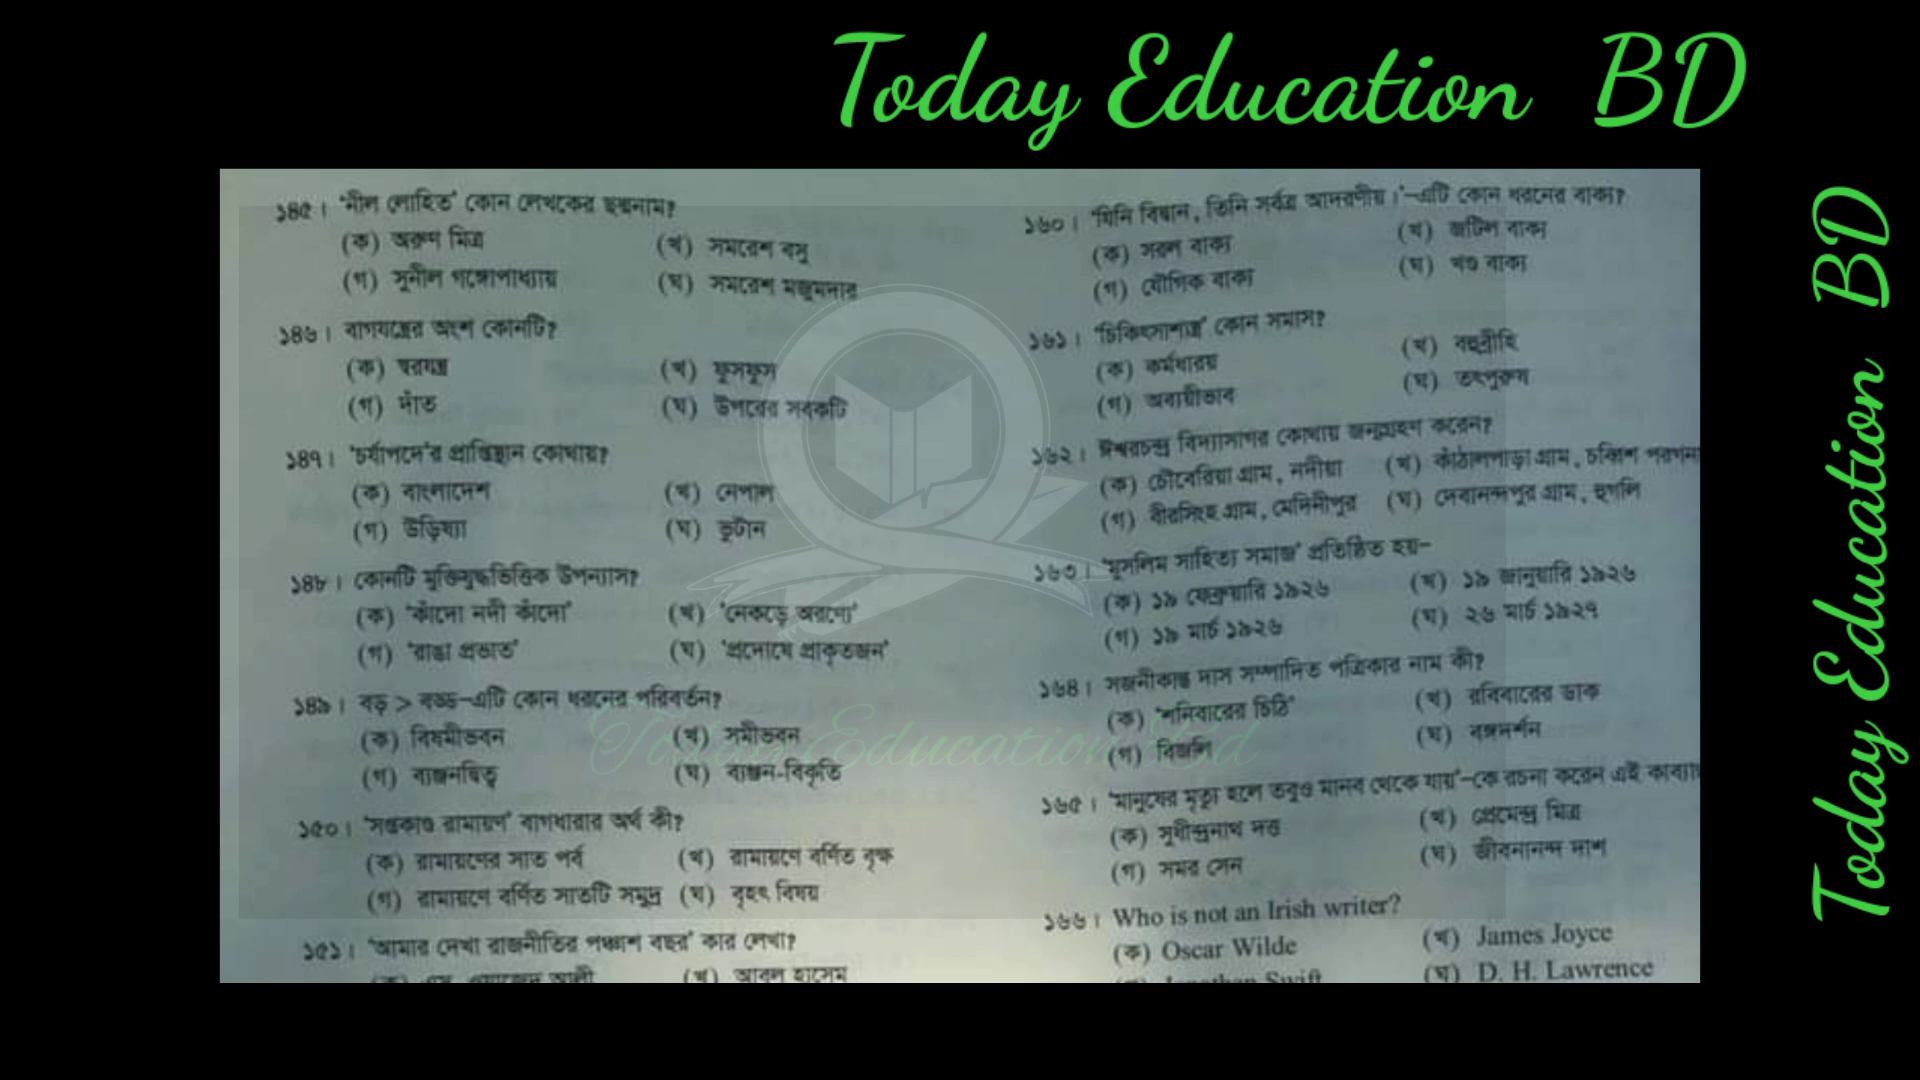 Today Education BD
১৪৫। 'নীল লোহিত' কোন লেখকের ছদ্মনাম?
(ক) অরুণ মিত্র (খ) সমরেশ বসু
(গ) সুনীল গঙ্গোপাধ্যায় (ঘ) সমরেশ মজুমদার
১৪৬। বাগযন্ত্রের অংশ কোনটি?
(ক) স্বরযন্ত্র (খ) ফুসফুস
(গ) দাঁত (ঘ) উপরের সবকটি
১৪৭। 'চর্যাপদে'র প্রাপ্তিস্থান কোথায়?
(ক) বাংলাদেশ (খ) নেপাল
(গ) উড়িষ্যা (ঘ) ভূটান
১৪৮। কোনটি মুক্তিযুদ্ধভিত্তিক উপন্যাস?
(ক) 'কাঁদো নদী কাঁদো' (খ) 'নেকড়ে অরণ্যে'
(গ) 'রাঙা প্রভাত' (ঘ) 'প্রদোষে প্রাকৃতজন'
১৪৯। বড় > বড্ড–এটি কোন ধরনের পরিবর্তন?
(ক) বিষমীভবন (খ) সমীভবন
(গ) ব্যঞ্জনদ্বিত্ব (ঘ) ব্যঞ্জন-বিকৃতি
১৫০। 'সপ্তকাণ্ড রামায়ণ' বাগধারার অর্থ কী?
(ক) রামায়ণের সাত পর্ব (খ) রামায়ণে বর্ণিত বৃক্ষ
(গ) রামায়ণে বর্ণিত সাতটি সমুদ্র (ঘ) বৃহৎ বিষয়
১৫১। 'আমার দেখা রাজনীতির পঞ্চাশ বছর' কার লেখা?
(ক) এস ওয়াজেদ আলী (খ) আবুল হাসেম
১৬০। 'যিনি বিদ্বান, তিনি সর্বত্র আদরণীয়।'–এটি কোন ধরনের বাক্য?
(ক) সরল বাক্য (খ) জটিল বাক্য
(গ) যৌগিক বাক্য (ঘ) খণ্ড বাক্য
১৬১। 'চিকিৎসাশাস্ত্র' কোন সমাস?
(ক) কর্মধারয় (খ) বহুব্রীহি
(গ) অব্যয়ীভাব (ঘ) তৎপুরুষ
১৬২। ঈশ্বরচন্দ্র বিদ্যাসাগর কোথায় জন্মগ্রহণ করেন?
(ক) চৌবেরিয়া গ্রাম, নদীয়া (খ) কাঁঠালপাড়া গ্রাম, চব্বিশ পরগনা
(গ) বীরসিংহ গ্রাম, মেদিনীপুর (ঘ) দেবানন্দপুর গ্রাম, হুগলি
১৬৩। 'মুসলিম সাহিত্য সমাজ' প্রতিষ্ঠিত হয়–
(ক) ১৯ ফেব্রুয়ারি ১৯২৬ (খ) ১৯ জানুয়ারি ১৯২৬
(গ) ১৯ মার্চ ১৯২৬ (ঘ) ২৬ মার্চ ১৯২৭
১৬৪। সজনীকান্ত দাস সম্পাদিত পত্রিকার নাম কী?
(ক) 'শনিবারের চিঠি' (খ) রবিবারের ডাক
(গ) বিজলি (ঘ) বঙ্গদর্শন
১৬৫। 'মানুষের মৃত্যু হলে তবুও মানব থেকে যায়'–কে রচনা করেন এই
(ক) সুধীন্দ্রনাথ দত্ত (খ) প্রেমেন্দ্র মিত্র
(গ) সমর সেন (ঘ) জীবনানন্দ দাশ
১৬৬। Who is not an Irish writer?
(ক) Oscar Wilde (খ) James Joyce
Jonathan Swift (ঘ) D. H. Lawrence
Today Education Bd
Today Education BD